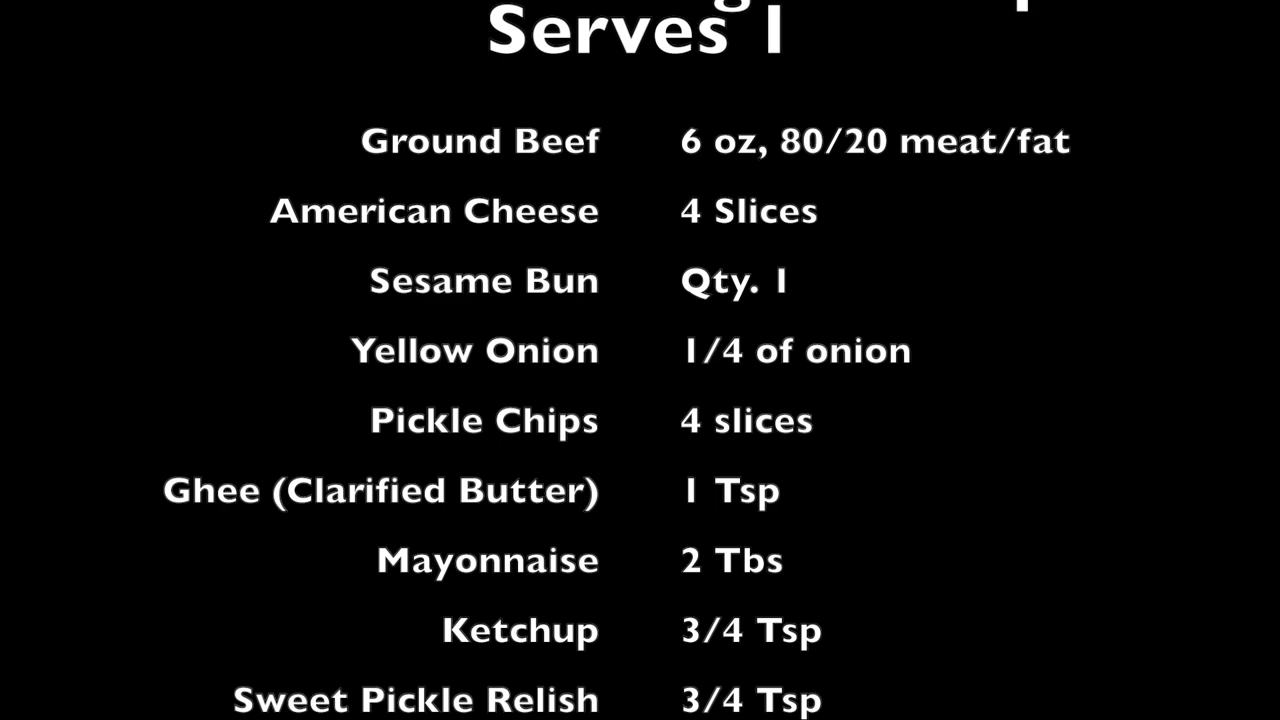 Serves 1
Ground Beef 6 oz, 80/20 meat/fat
American Cheese 4 Slices
Sesame Bun Qty. 1
Yellow Onion 1/4 of onion
Pickle Chips 4 slices
Ghee (Clarified Butter) 1 Tsp
Mayonnaise 2 Tbs
Ketchup 3/4 Tsp
Sweet Pickle Relish 3/4 Tsp